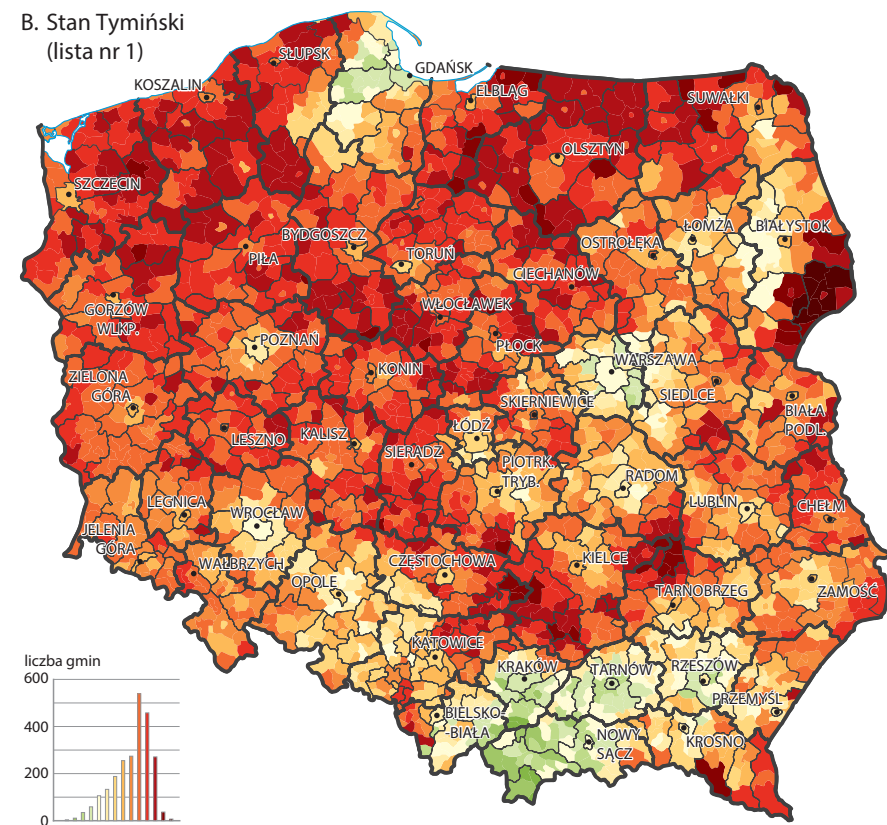 B. Stan Tymiński
(lista nr 1)
SŁUPSK
GDAŃSK
KOSZALIN
ELBLĄG
SUWAŁKI
OLSZTYN
SZCZECIN
BYDGOSZCZ
OSTROŁĘKA
ŁOMŻA
BIAŁYSTOK
PIŁA
TORUŃ
CIECHANÓW
GORZÓW
WLKP.
WŁOCŁAWEK
POZNAŃ
PŁOCK
WARSZAWA
ZIELONA
GÓRA
KONIN
SKIERNIEWICE
SIEDLCE
BIAŁA
PODL.
LESZNO
KALISZ
ŁÓDŹ
SIERADZ
PIOTRK.
TRYB.
RADOM
LUBLIN
CHEŁM
LEGNICA
WROCŁAW
JELENIA
GÓRA
WAŁBRZYCH
OPOLE
CZĘSTOCHOWA
KIELCE
TARNOBRZEG
ZAMOŚĆ
KATOWICE
KRAKÓW
TARNÓW
RZESZÓW
PRZEMYŚL
BIELSKO-
-BIAŁA
NOWY
SĄCZ
KROSNO
liczba gmin
600
400
200
0